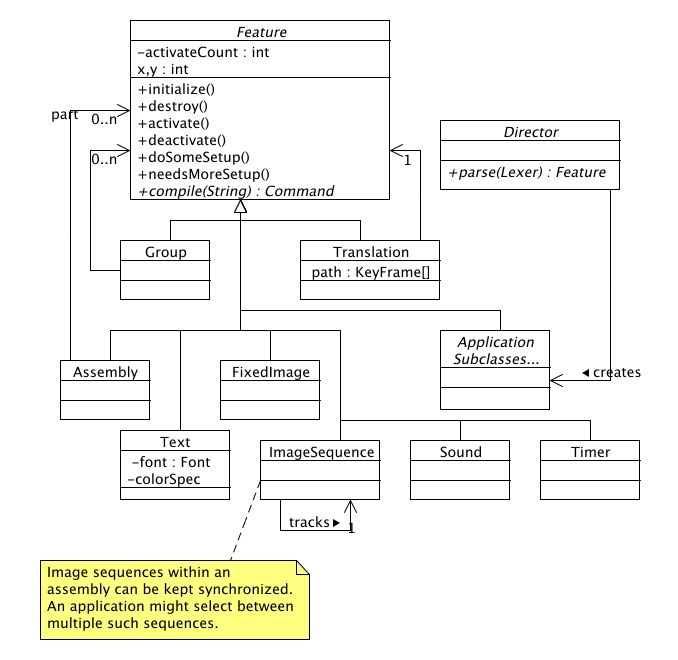 Feature
-activateCount : int
x,y : int
+initialize()
+destroy()
+activate()
+deactivate()
+doSomeSetup()
+needsMoreSetup()
+compile(String) : Command
part
0..n
0..n
1
Director
+parse(Lexer) : Feature
Group
Translation
path : KeyFrame[]
Application
Subclasses...
creates
Assembly
FixedImage
Text
-font : Font
-colorSpec
ImageSequence
Sound
Timer
tracks
1
Image sequences within an
assembly can be kept synchronized.
An application might select between
multiple such sequences.